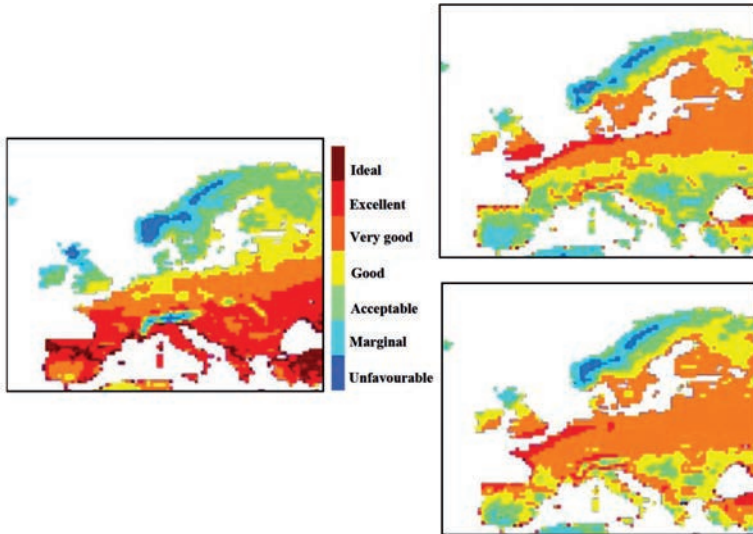 Ideal
Excellent
Very good
Good
Acceptable
Marginal
Unfavourable